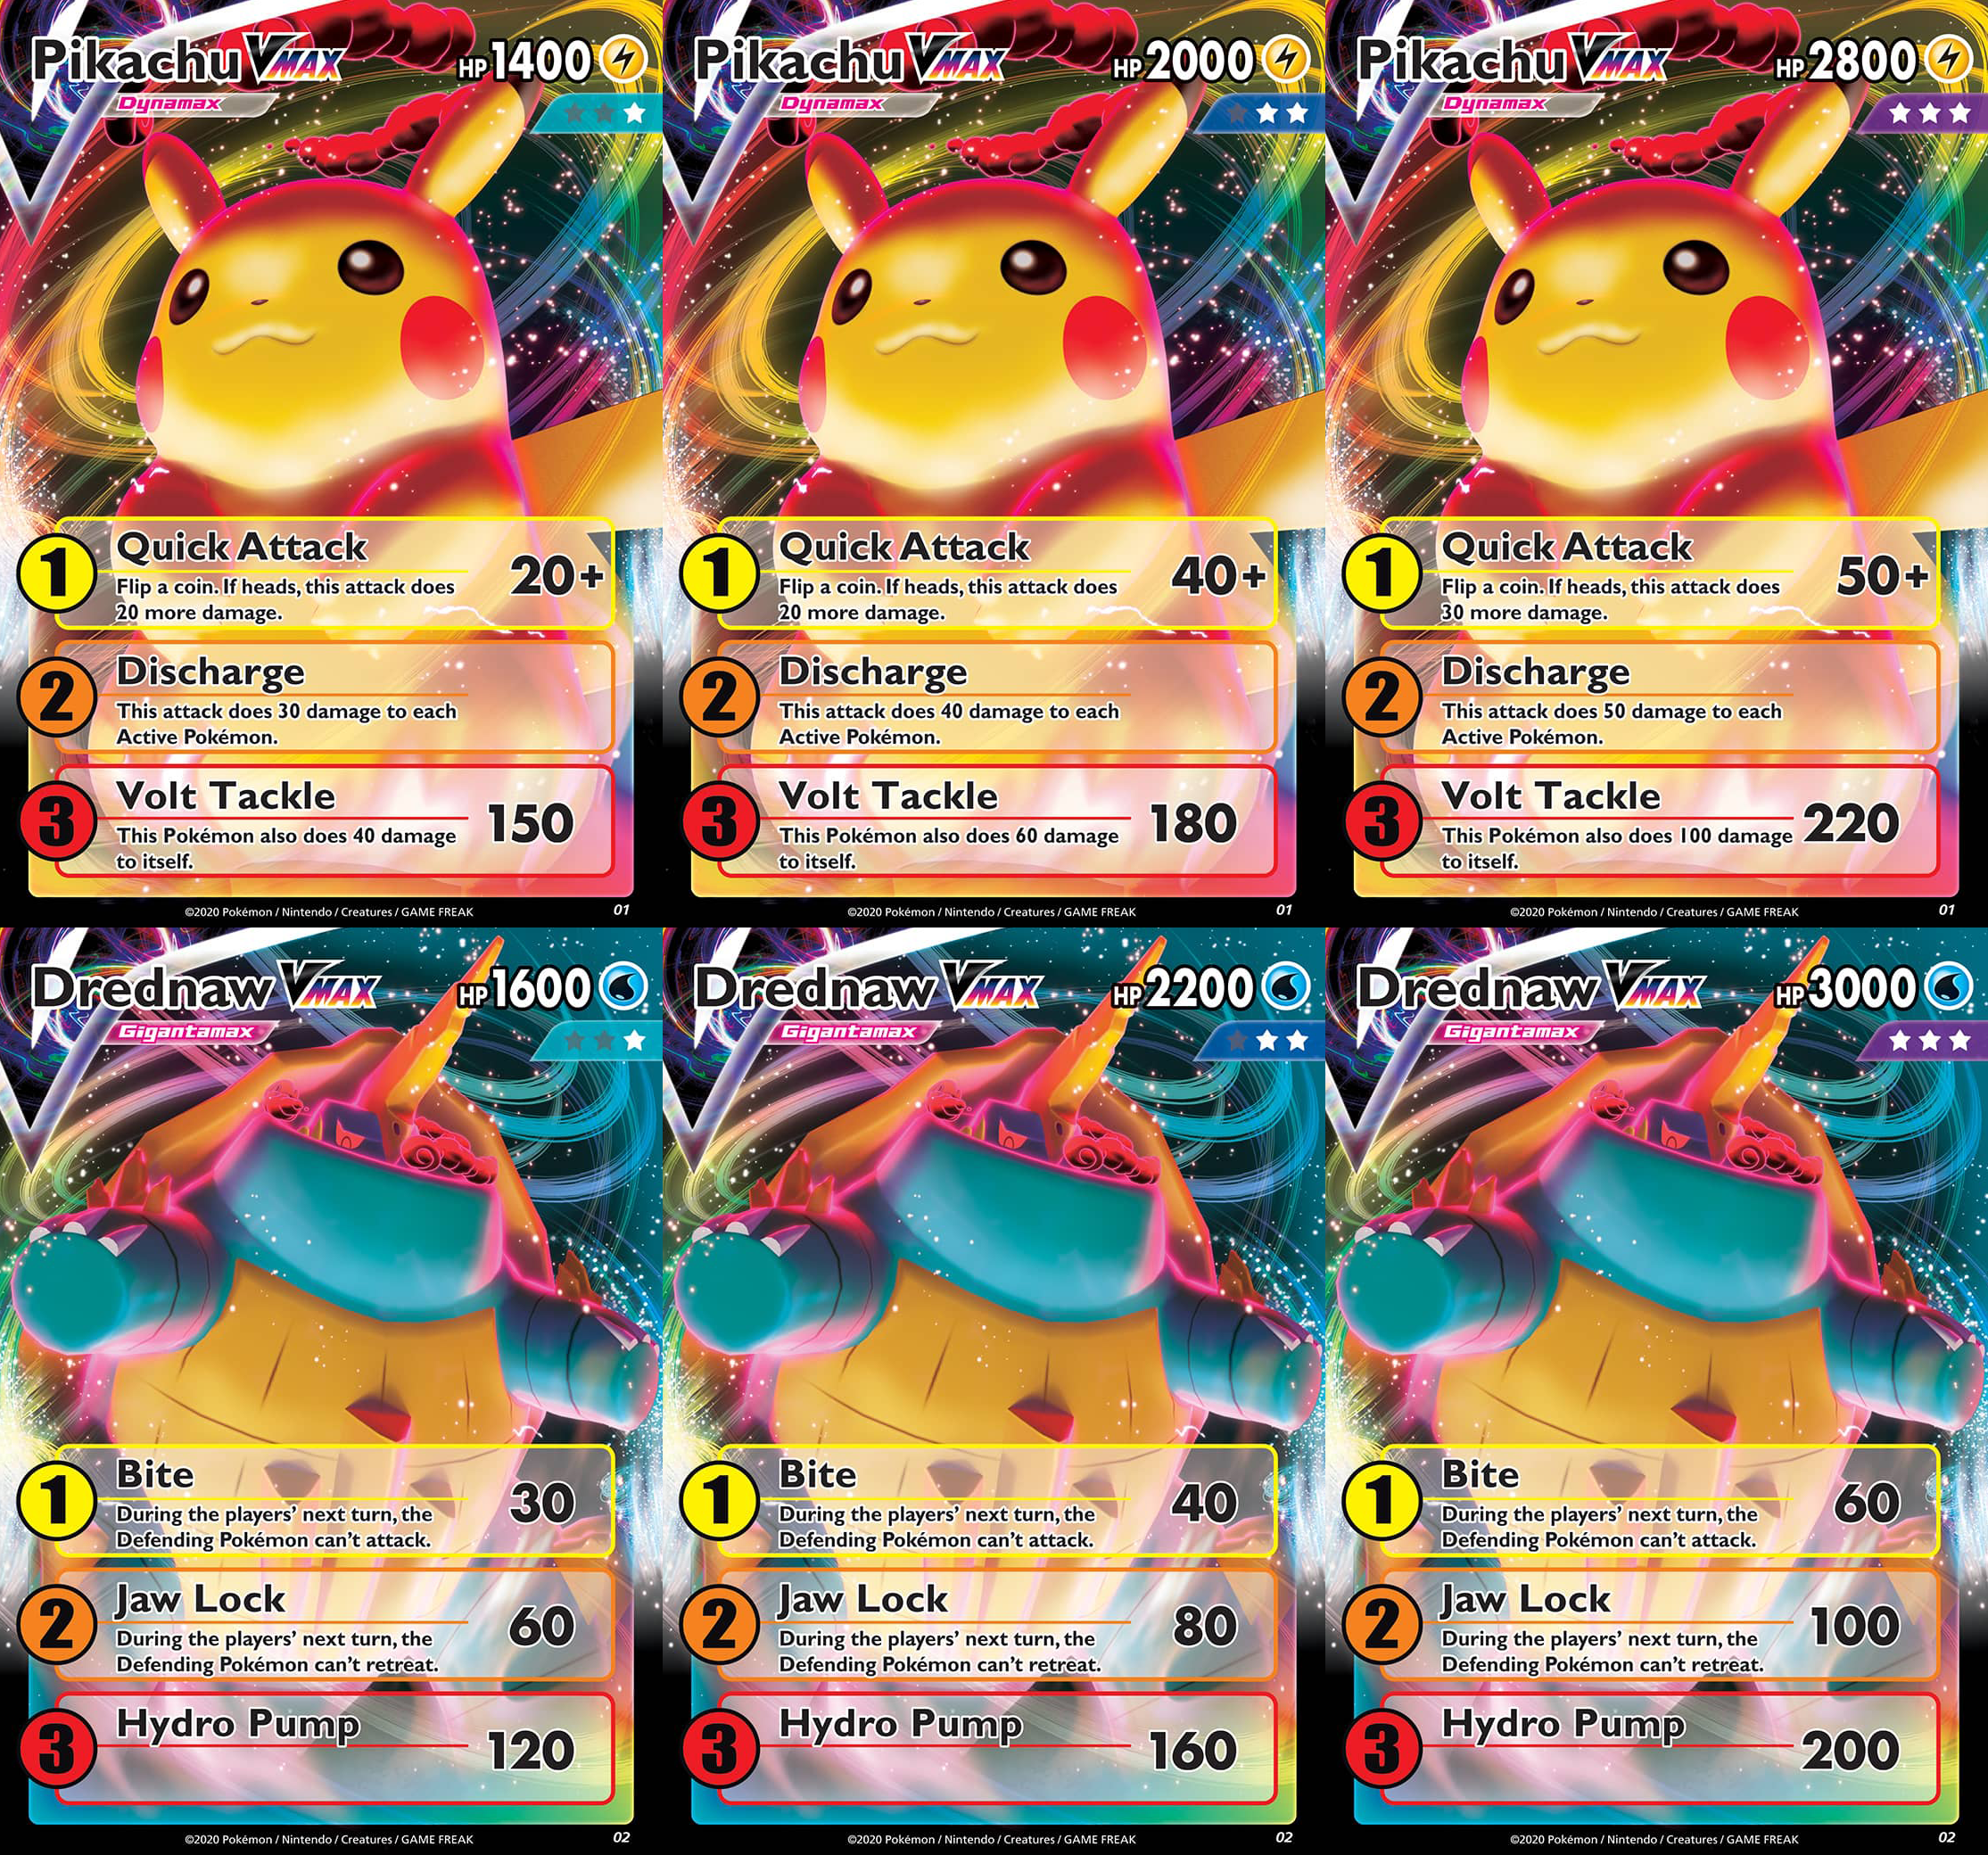 Pikachu VMAX HP1400
Dynamax
1 Quick Attack 20+
Flip a coin. If heads, this attack does
20 more damage.
2 Discharge
This attack does 30 damage to each
Active Pokémon.
3 Volt Tackle 150
This Pokémon also does 40 damage
to itself.
©2020 Pokémon / Nintendo / Creatures / GAME FREAK 01
Pikachu VMAX HP2000
Dynamax
1 Quick Attack 40+
Flip a coin. If heads, this attack does
20 more damage.
2 Discharge
This attack does 40 damage to each
Active Pokémon.
3 Volt Tackle 180
This Pokémon also does 60 damage
to itself.
©2020 Pokémon / Nintendo / Creatures / GAME FREAK 01
Pikachu VMAX HP2800
Dynamax
1 Quick Attack 50+
Flip a coin. If heads, this attack does
30 more damage.
2 Discharge
This attack does 50 damage to each
Active Pokémon.
3 Volt Tackle 220
This Pokémon also does 100 damage
to itself.
©2020 Pokémon / Nintendo / Creatures / GAME FREAK 01
Drednaw VMAX HP1600
Gigantamax
1 Bite 30
During the players' next turn, the
Defending Pokémon can't attack.
2 Jaw Lock 60
During the players' next turn, the
Defending Pokémon can't retreat.
3 Hydro Pump 120
©2020 Pokémon / Nintendo / Creatures / GAME FREAK 02
Drednaw VMAX HP2200
Gigantamax
1 Bite 40
During the players' next turn, the
Defending Pokémon can't attack.
2 Jaw Lock 80
During the players' next turn, the
Defending Pokémon can't retreat.
3 Hydro Pump 160
©2020 Pokémon / Nintendo / Creatures / GAME FREAK 02
Drednaw VMAX HP3000
Gigantamax
1 Bite 60
During the players' next turn, the
Defending Pokémon can't attack.
2 Jaw Lock 100
During the players' next turn, the
Defending Pokémon can't retreat.
3 Hydro Pump 200
©2020 Pokémon / Nintendo / Creatures / GAME FREAK 02